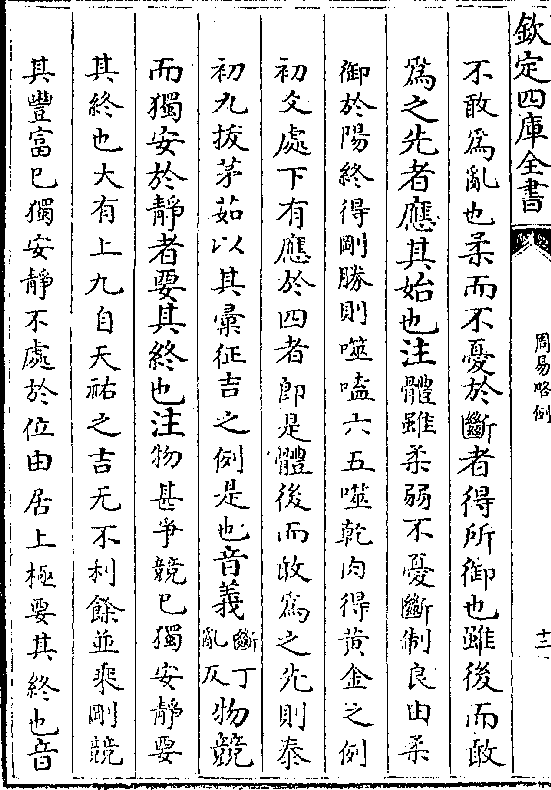 欽定四庫全書
周易略例
十二
不敢爲亂也柔而不憂於斷者得所御也雖後而敢
爲之先者應其始也注體雖柔弱不憂斷制良由柔
御於陽終得剛勝則噬嗑六五噬乾肉得黄金之例
初爻處下有應於四者卽是體後而敢爲之先則泰
初九拔茅茹以其彙征吉之例是也音義斷丁亂反物競
而獨安於靜者要其終也注物甚爭競已獨安靜要
其終也大有上九自天祐之吉无不利餘並乘剛競
其豐富已獨安靜不處於位由居上極要其終也音